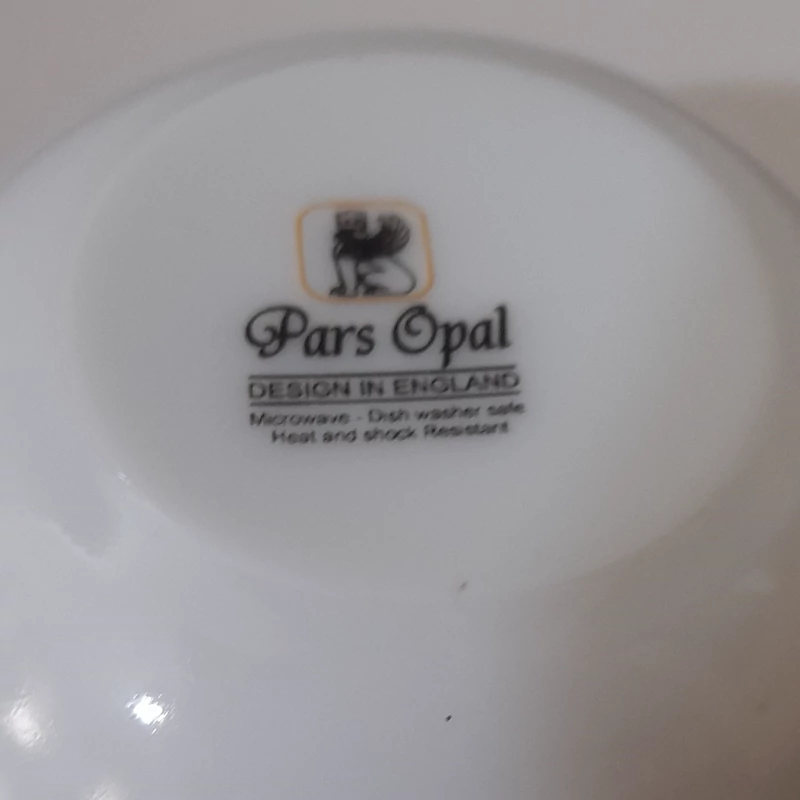 Pars Opal
DESIGN IN ENGLAND
Microwave - Dish washer safe
Heat and shock Resistant